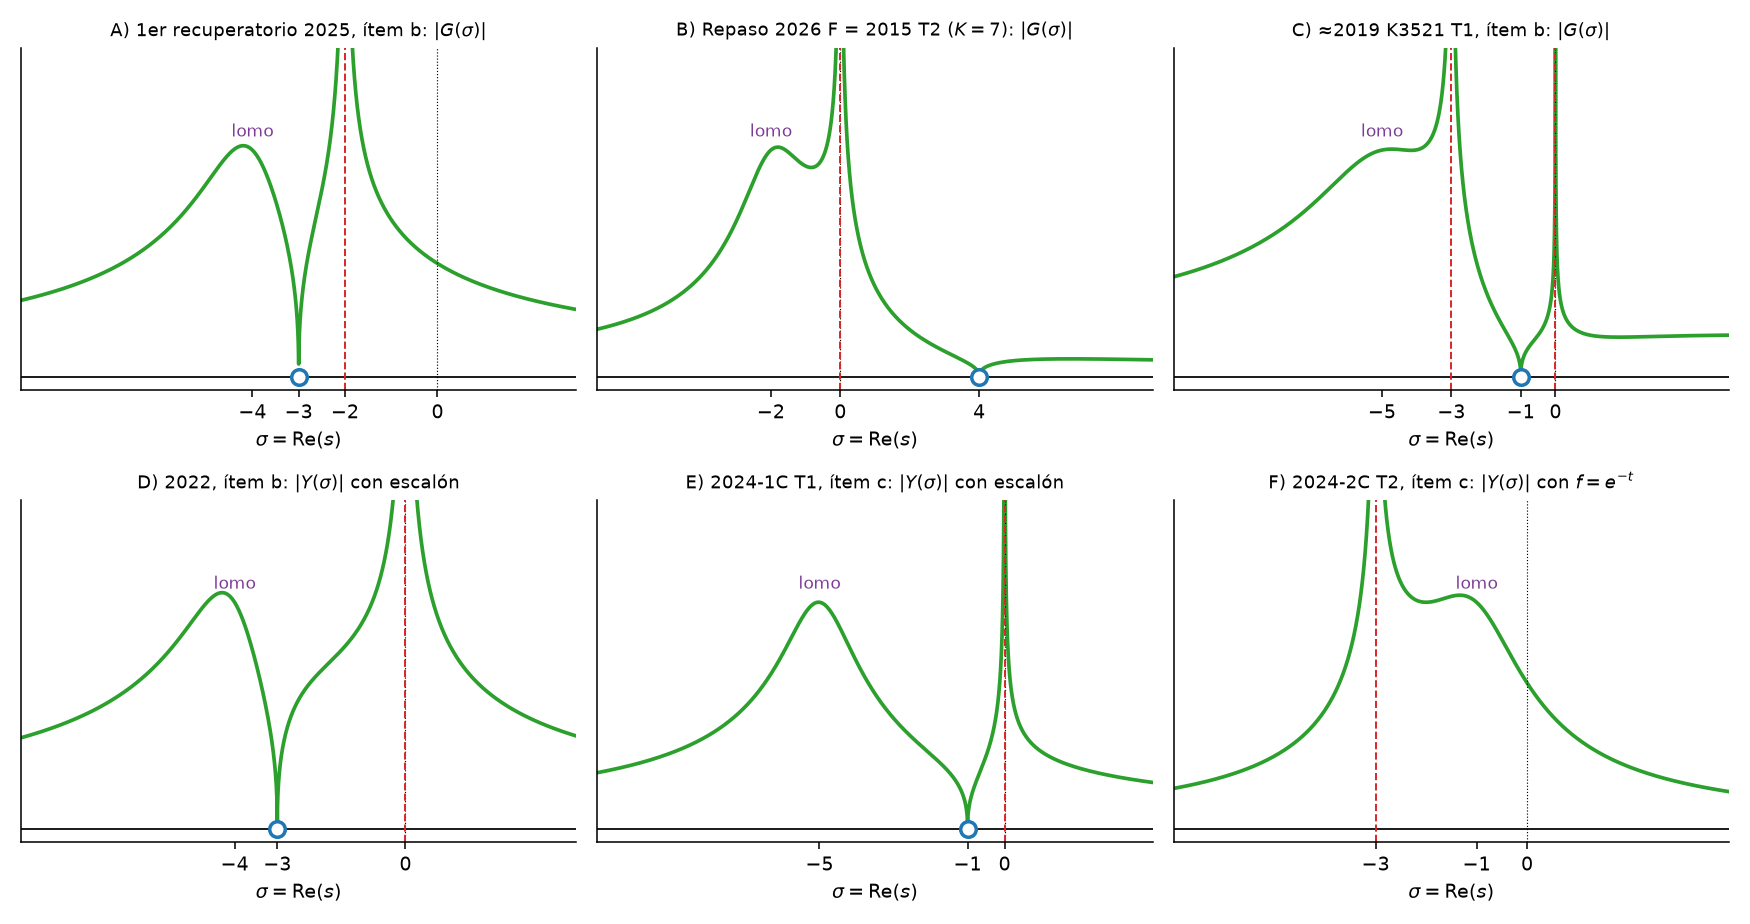 A) 1er recuperatorio 2025, ítem b: |G(σ)|
lomo
−4 −3 −2 0
σ = Re(s)
B) Repaso 2026 F = 2015 T2 (K = 7): |G(σ)|
lomo
−2 0 4
σ = Re(s)
C) ≈2019 K3521 T1, ítem b: |G(σ)|
lomo
−5 −3 −1 0
σ = Re(s)
D) 2022, ítem b: |Y(σ)| con escalón
lomo
−4 −3 0
σ = Re(s)
E) 2024-1C T1, ítem c: |Y(σ)| con escalón
lomo
−5 −1 0
σ = Re(s)
F) 2024-2C T2, ítem c: |Y(σ)| con f = e⁻ᵗ
lomo
−3 −1 0
σ = Re(s)